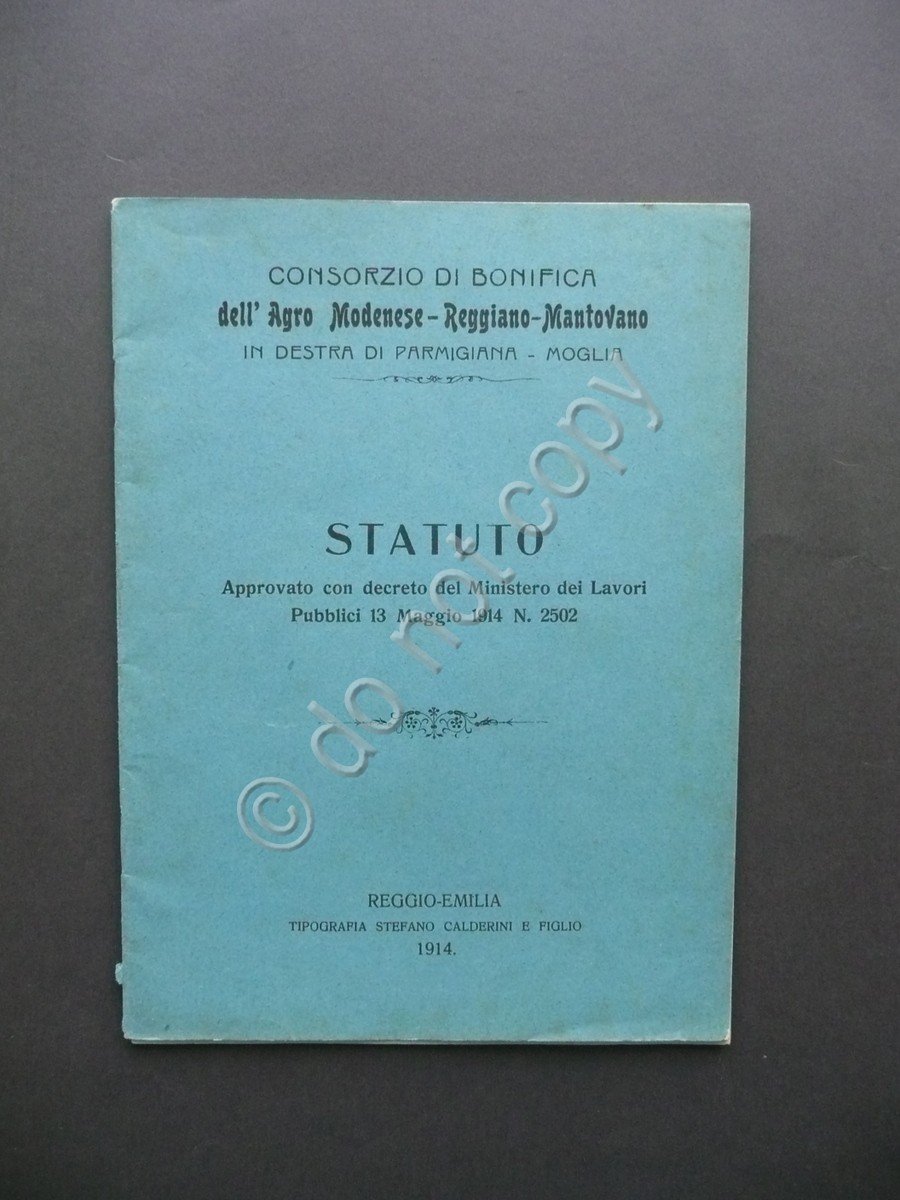 CONSORZIO DI BONIFICA
dell' Agro Modenese-Reggiano-Mantovano
IN DESTRA DI PARMIGIANA - MOGLIA
STATUTO
Approvato con decreto del Ministero dei Lavori
Pubblici 13 Maggio 1914 N. 2502
© do not copy
REGGIO-EMILIA
TIPOGRAFIA STEFANO CALDERINI E FIGLIO
1914.